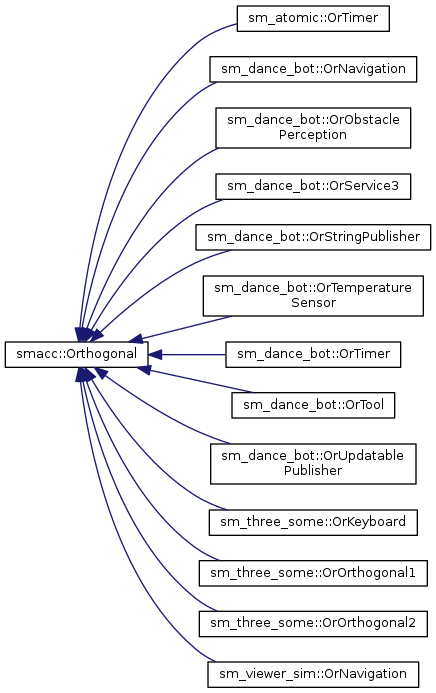 sm_atomic::OrTimer
sm_dance_bot::OrNavigation
sm_dance_bot::OrObstacle
Perception
sm_dance_bot::OrService3
sm_dance_bot::OrStringPublisher
sm_dance_bot::OrTemperature
Sensor
smacc::Orthogonal
sm_dance_bot::OrTimer
sm_dance_bot::OrTool
sm_dance_bot::OrUpdatable
Publisher
sm_three_some::OrKeyboard
sm_three_some::OrOrthogonal1
sm_three_some::OrOrthogonal2
sm_viewer_sim::OrNavigation